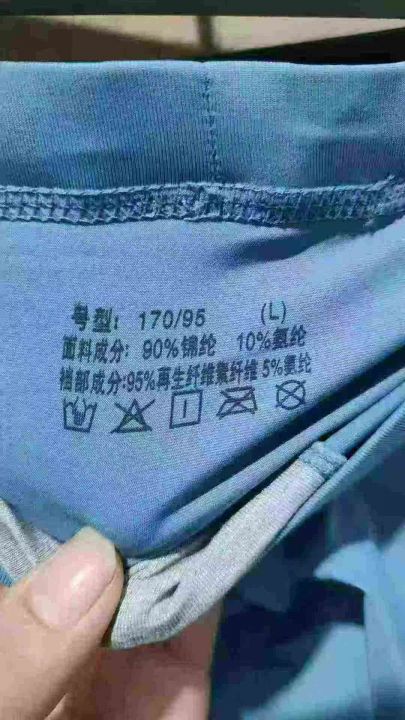 号型: 170/95 (L)
面料成分: 90%锦纶 10%氨纶
裆部成分:95%再生纤维素纤维 5%氨纶